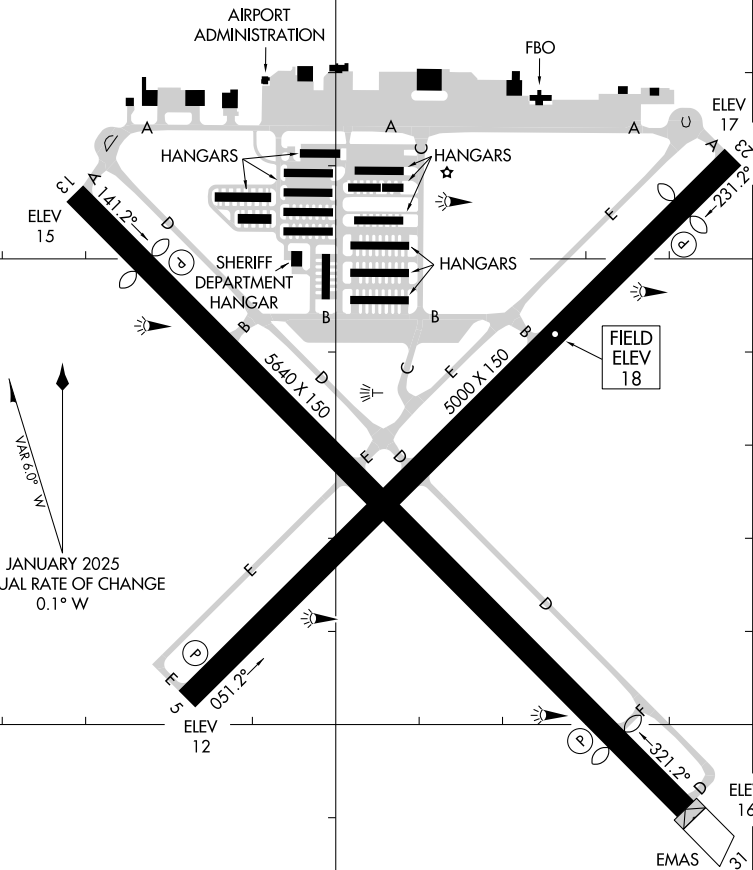 AIRPORT
ADMINISTRATION
FBO
ELEV
17
A
A
A
C
A
23
231.2°
HANGARS
HANGARS
C
13
A
141.2°
ELEV
15
D
E
P
P
SHERIFF
DEPARTMENT
HANGAR
HANGARS
B
B
B
B
FIELD
ELEV
18
5640 X 150
5000 X 150
D
C
E
E
D
VAR 6.0° W
JANUARY 2025
UAL RATE OF CHANGE
0.1° W
E
D
P
E
5
051.2°
ELEV
12
F
P
321.2°
D
ELE
16
EMAS
31